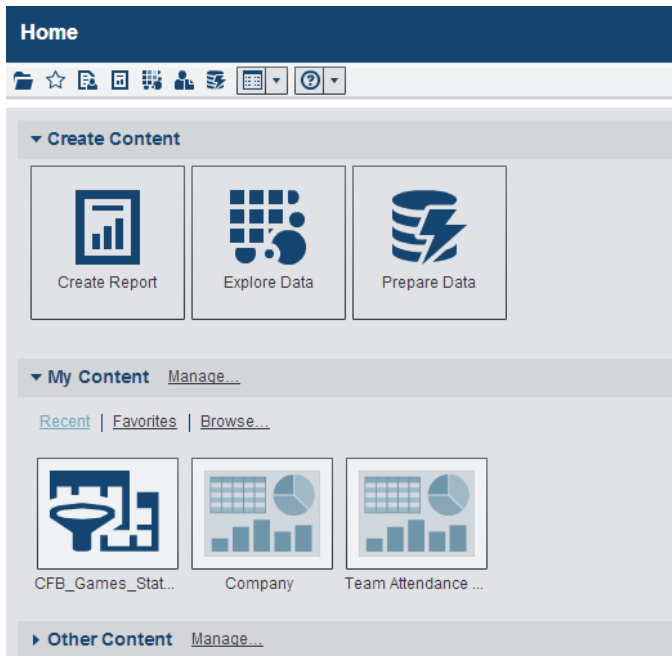 Home
Create Content
Create Report
Explore Data
Prepare Data
My Content Manage...
Recent | Favorites | Browse...
CFB_Games_Stat...
Company
Team Attendance ...
Other Content Manage...